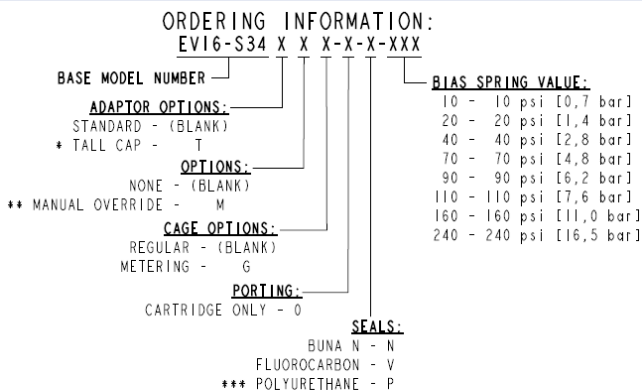 ORDERING INFORMATION:
EV16-S34 X X X-X-X-XXX
BASE MODEL NUMBER
ADAPTOR OPTIONS:
STANDARD - (BLANK)
* TALL CAP - T
OPTIONS:
NONE - (BLANK)
** MANUAL OVERRIDE - M
CAGE OPTIONS:
REGULAR - (BLANK)
METERING - G
PORTING:
CARTRIDGE ONLY - 0
SEALS:
BUNA N - N
FLUOROCARBON - V
*** POLYURETHANE - P
BIAS SPRING VALUE:
10 - 10 psi [0,7 bar]
20 - 20 psi [1,4 bar]
40 - 40 psi [2,8 bar]
70 - 70 psi [4,8 bar]
90 - 90 psi [6,2 bar]
110 - 110 psi [7,6 bar]
160 - 160 psi [11,0 bar]
240 - 240 psi [16,5 bar]